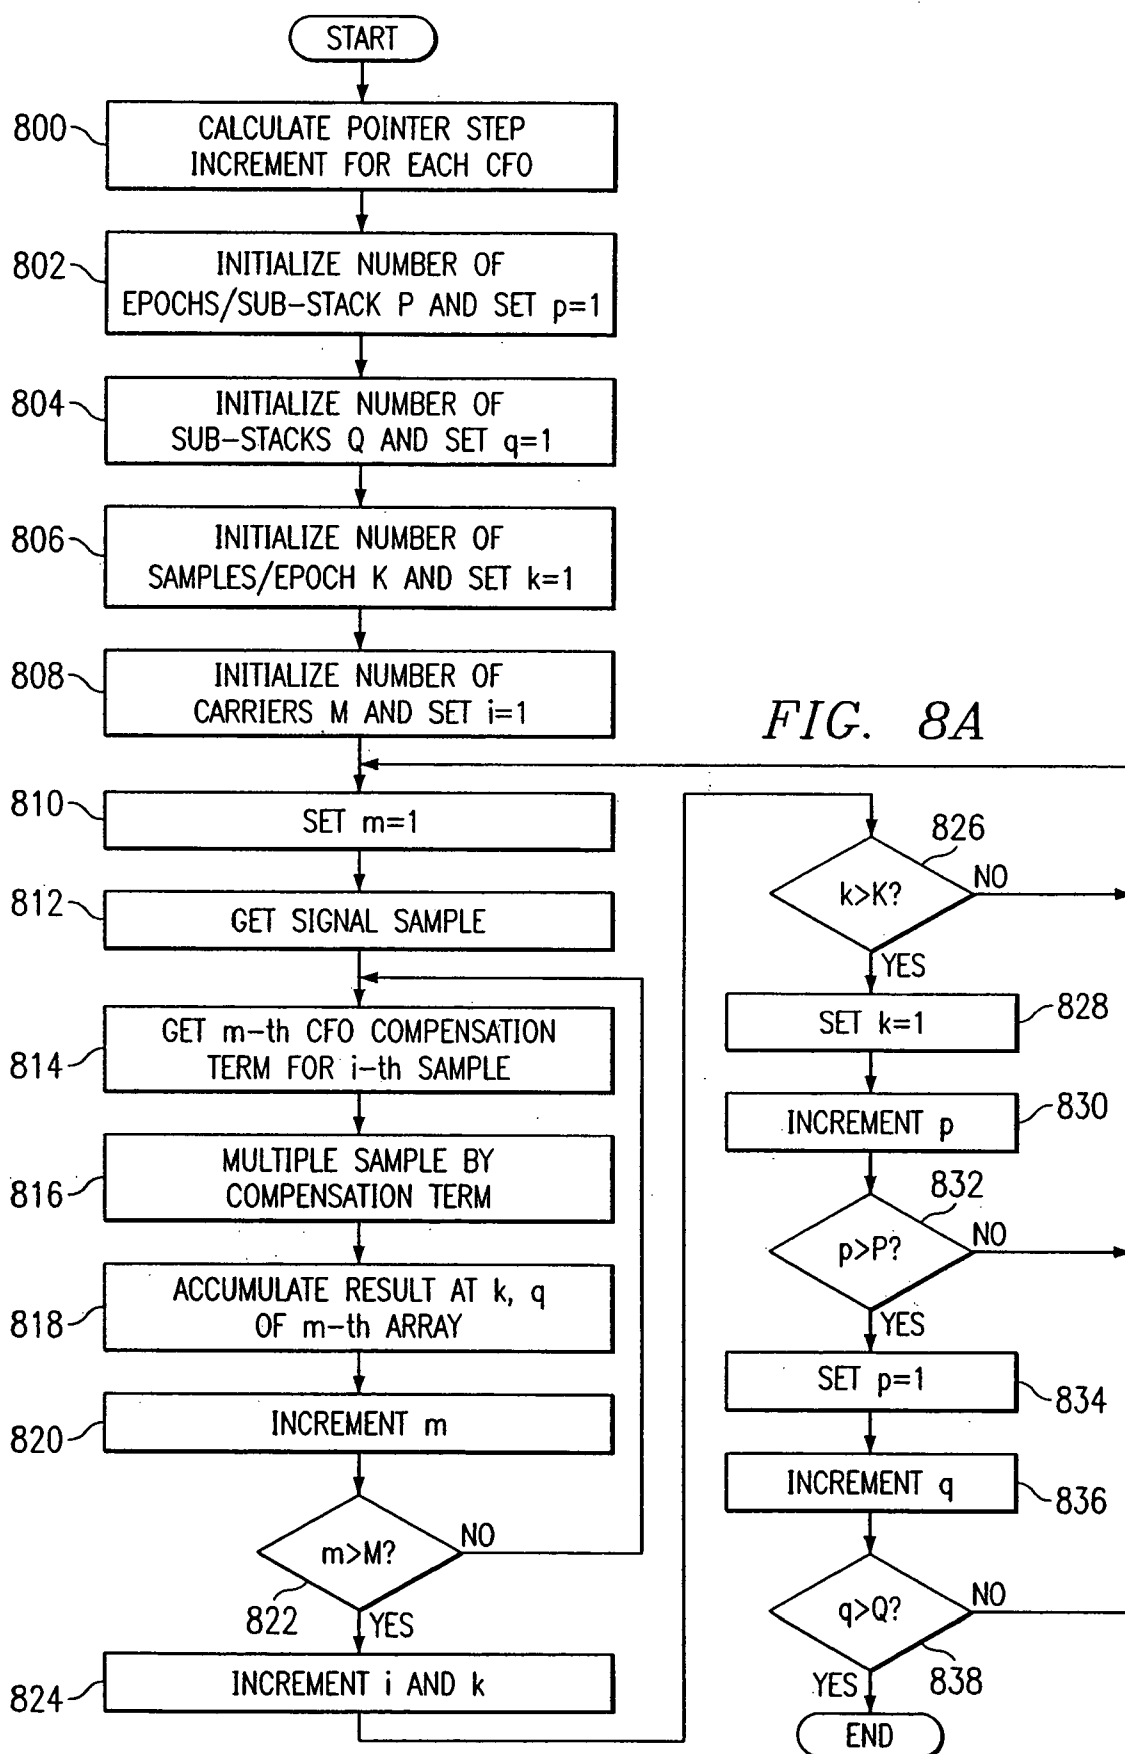 START
800
CALCULATE POINTER STEP
INCREMENT FOR EACH CFO
802
INITIALIZE NUMBER OF
EPOCHS/SUB-STACK P AND SET p=1
804
INITIALIZE NUMBER OF
SUB-STACKS Q AND SET q=1
806
INITIALIZE NUMBER OF
SAMPLES/EPOCH K AND SET k=1
808
INITIALIZE NUMBER OF
CARRIERS M AND SET i=1
FIG. 8A
810
SET m=1
812
GET SIGNAL SAMPLE
814
GET m-th CFO COMPENSATION
TERM FOR i-th SAMPLE
816
MULTIPLE SAMPLE BY
COMPENSATION TERM
818
ACCUMULATE RESULT AT k, q
OF m-th ARRAY
820
INCREMENT m
m>M?
NO
822
YES
824
INCREMENT i AND k
826
k>K?
NO
YES
SET k=1
828
INCREMENT p
830
832
p>P?
NO
YES
SET p=1
834
INCREMENT q
836
q>Q?
NO
838
YES
END